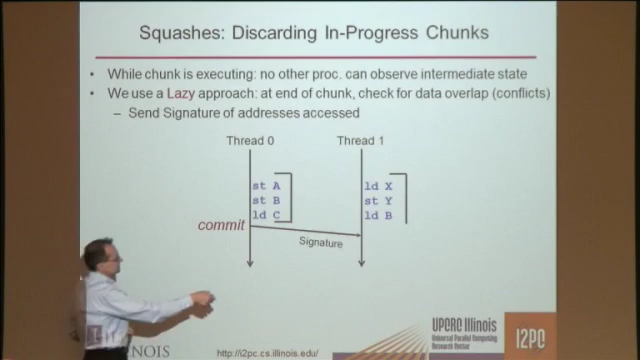 Squashes: Discarding In-Progress Chunks
• While chunk is executing: no other proc. can observe intermediate state
• We use a Lazy approach: at end of chunk, check for data overlap (conflicts)
– Send Signature of addresses accessed
Thread 0 Thread 1
st A ld X
st B st Y
ld C ld B
commit
Signature
UPCRC Illinois
Universal Parallel Computing
Research Center
I2PC
NOIS
http://i2pc.cs.illinois.edu/